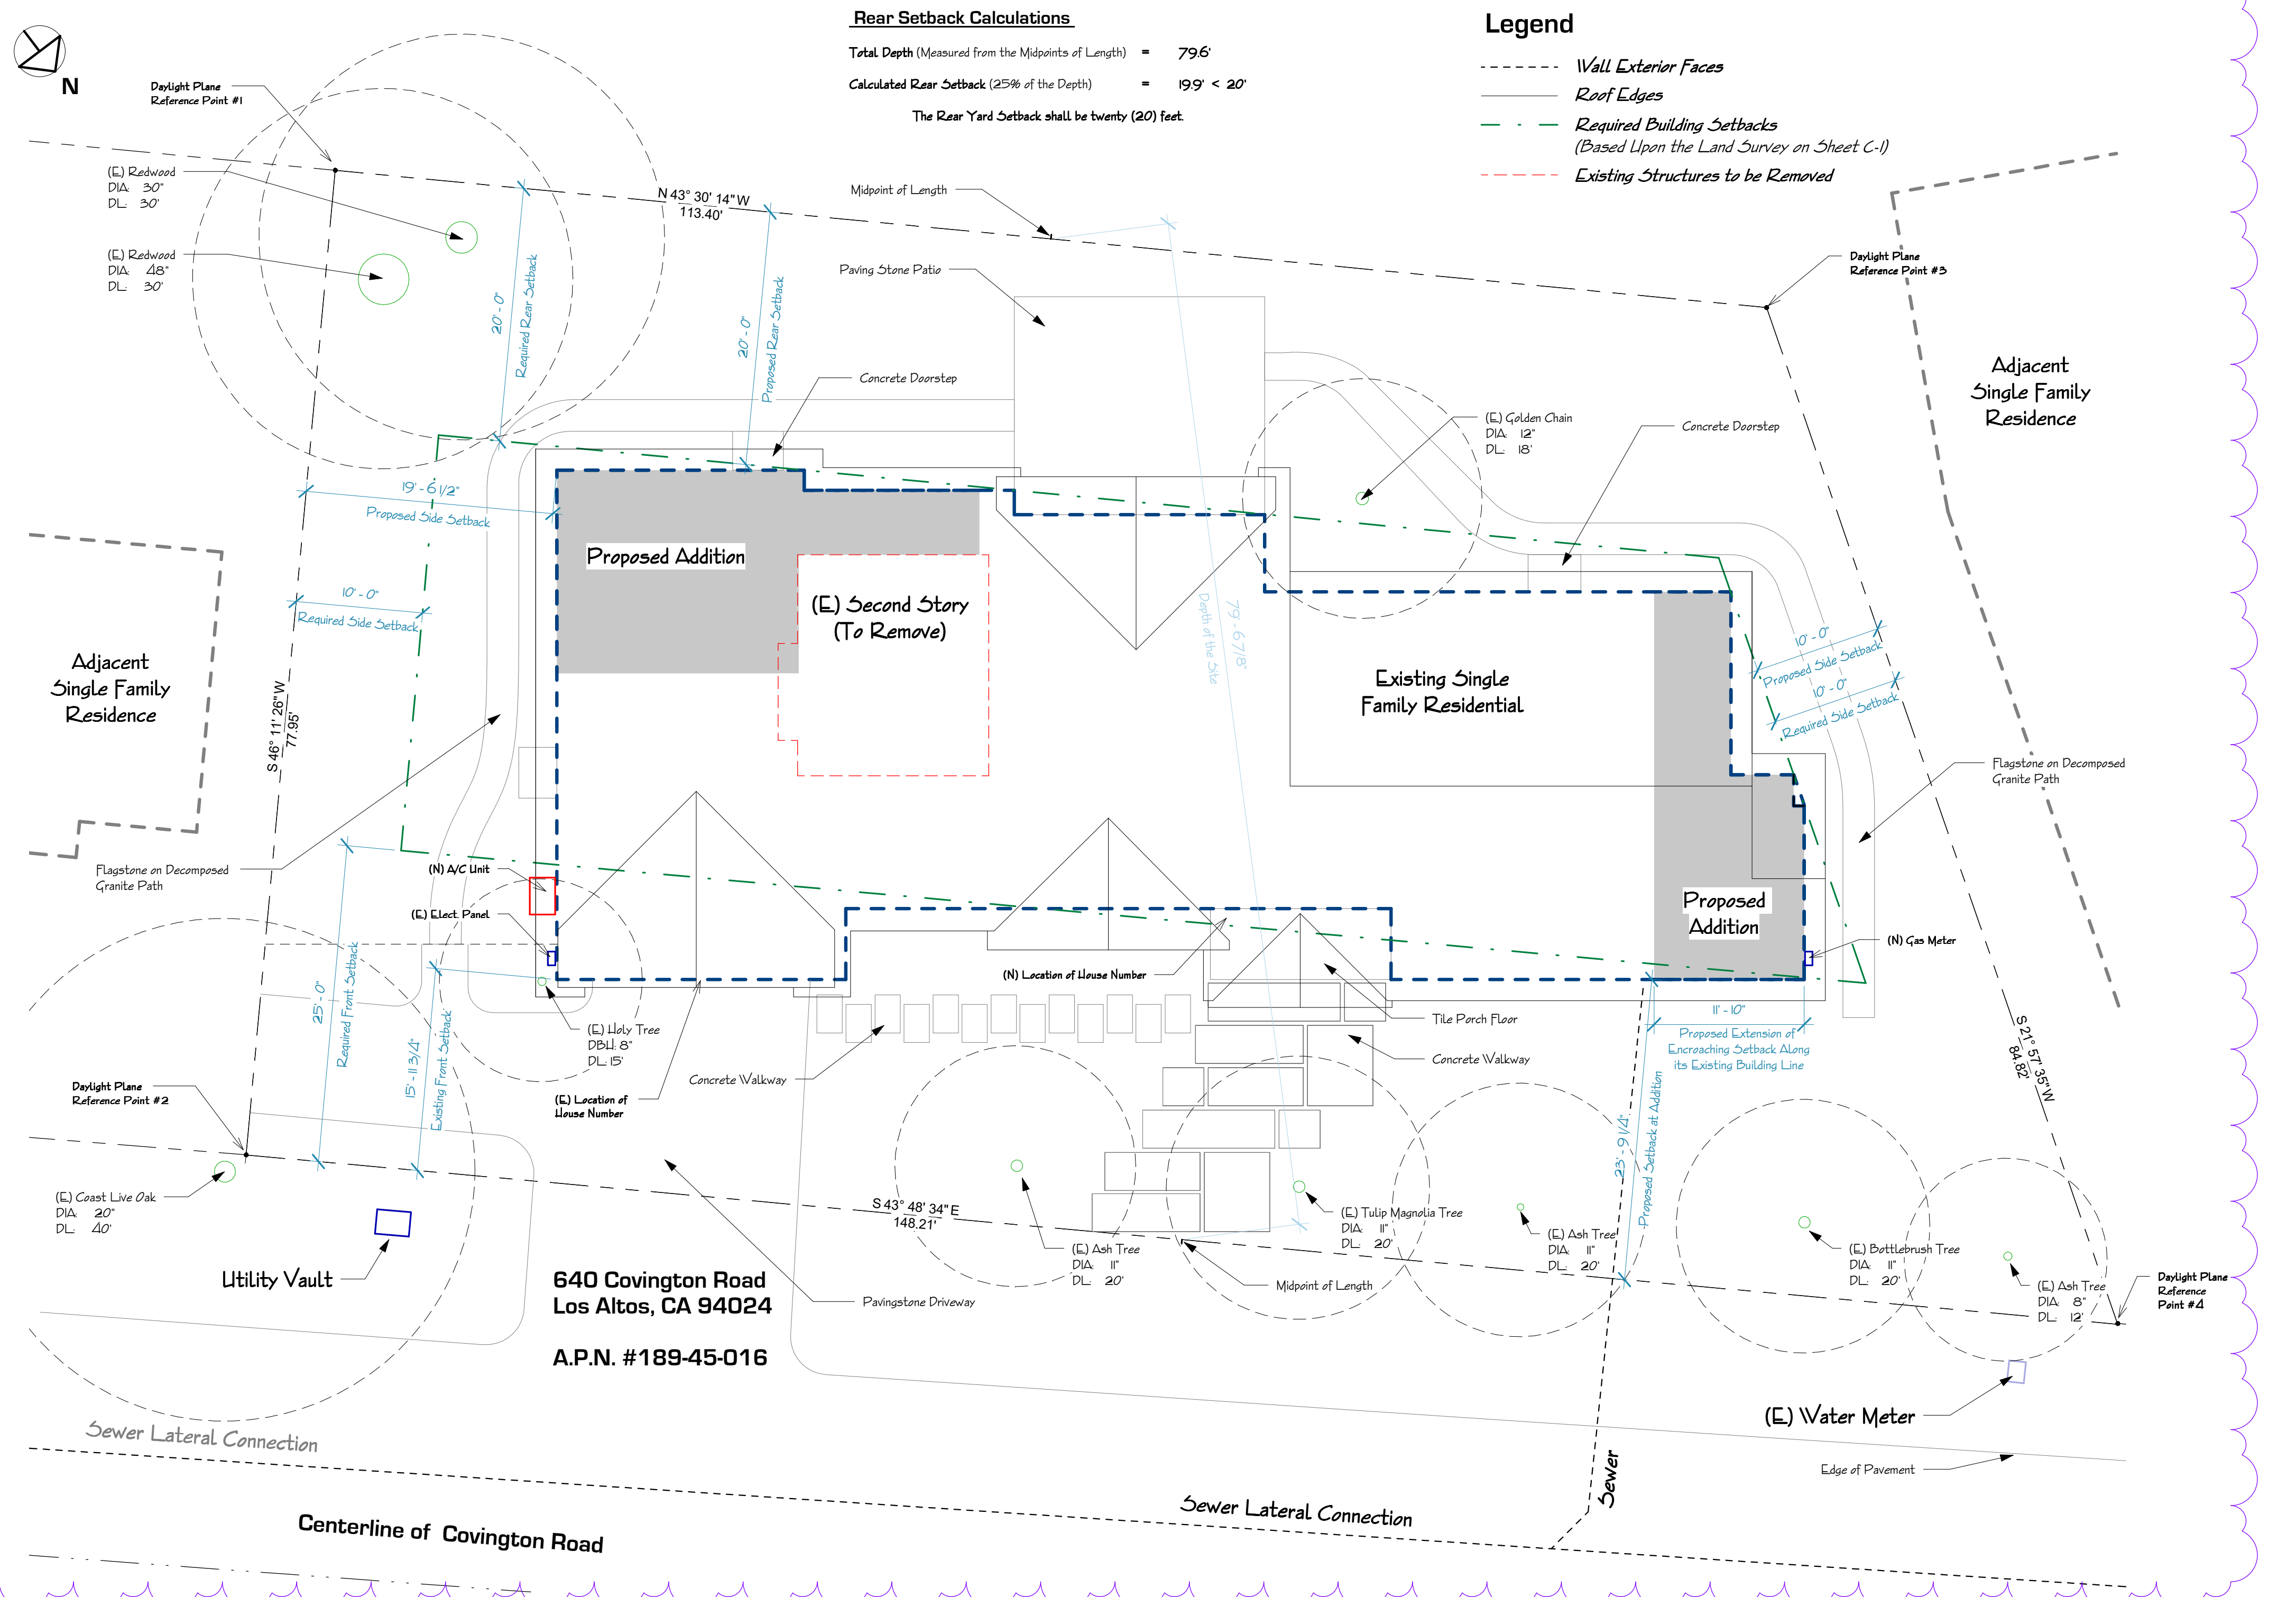 Rear Setback Calculations
Total Depth (Measured from the Midpoints of Length) = 79.6'
Calculated Rear Setback (25% of the Depth) = 19.9' < 20'
The Rear Yard Setback shall be twenty (20) feet.
Legend
Wall Exterior Faces
Roof Edges
Required Building Setbacks
(Based Upon the Land Survey on Sheet C-1)
Existing Structures to be Removed
N
Daylight Plane
Reference Point #1
(E) Redwood
DIA: 30"
DL: 30'
(E) Redwood
DIA: 48"
DL: 30'
N 43° 30' 14" W
113.40'
Midpoint of Length
Paving Stone Patio
Daylight Plane
Reference Point #3
20' - 0"
Required Rear Setback
20' - 0"
Proposed Rear Setback
Concrete Doorstep
Adjacent
Single Family
Residence
(E) Golden Chain
DIA: 12"
DL: 18'
Concrete Doorstep
19' - 6 1/2"
Proposed Side Setback
10' - 0"
Required Side Setback
Proposed Addition
(E) Second Story
(To Remove)
79' - 6 7/8"
Depth of the Site
Existing Single
Family Residential
10' - 0"
Proposed Side Setback
10' - 0"
Required Side Setback
Adjacent
Single Family
Residence
S 46° 11' 26" W
77.95'
Flagstone on Decomposed
Granite Path
Flagstone on Decomposed
Granite Path
(N) A/C Unit
(E) Elect. Panel
Proposed
Addition
(N) Gas Meter
(N) Location of House Number
25' - 0"
Required Front Setback
15' - 11 3/4"
Existing Front Setback
(E) Holy Tree
DBH: 8"
DL: 15'
Tile Porch Floor
11' - 10"
Proposed Extension of
Encroaching Setback Along
its Existing Building Line
Concrete Walkway
Concrete Walkway
(E) Location of
House Number
Daylight Plane
Reference Point #2
S 21° 57' 35" W
84.82'
23' - 9 1/4"
Proposed Setback at Addition
(E) Coast Live Oak
DIA: 20"
DL: 40'
S 43° 48' 34" E
148.21'
(E) Tulip Magnolia Tree
DIA: 11"
DL: 20'
(E) Ash Tree
DIA: 11"
DL: 20'
(E) Ash Tree
DIA: 11"
DL: 20'
(E) Bottlebrush Tree
DIA: 11"
DL: 20'
(E) Ash Tree
DIA: 8"
DL: 12'
Daylight Plane
Reference
Point #4
Utility Vault
640 Covington Road
Los Altos, CA 94024
A.P.N. #189-45-016
Midpoint of Length
Pavingstone Driveway
(E) Water Meter
Sewer Lateral Connection
Edge of Pavement
Sewer
Sewer Lateral Connection
Centerline of Covington Road